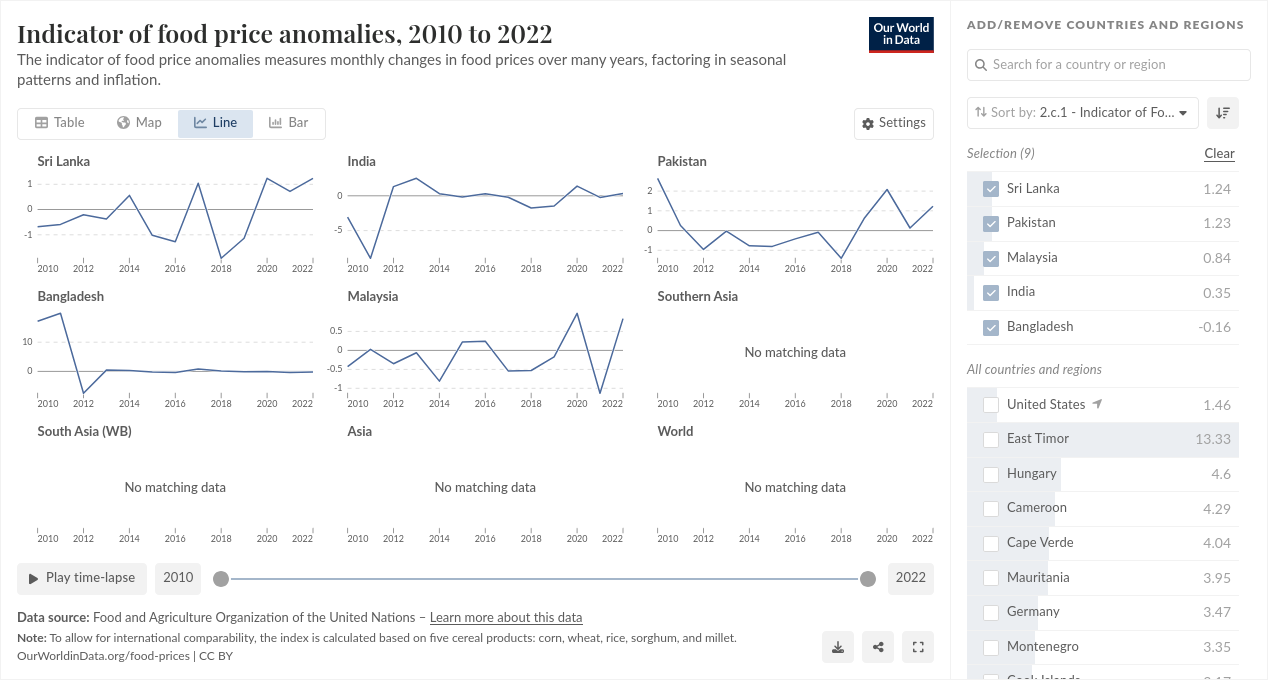 Indicator of food price anomalies, 2010 to 2022
The indicator of food price anomalies measures monthly changes in food prices over many years, factoring in seasonal
patterns and inflation.
Our World
in Data
Table
Map
Line
Bar
Settings
Sri Lanka
1
0
-1
2010 2012 2014 2016 2018 2020 2022
India
0
-5
2010 2012 2014 2016 2018 2020 2022
Pakistan
2
1
0
-1
2010 2012 2014 2016 2018 2020 2022
Bangladesh
10
0
2010 2012 2014 2016 2018 2020 2022
Malaysia
0.5
0
-0.5
-1
2010 2012 2014 2016 2018 2020 2022
Southern Asia
No matching data
2010 2012 2014 2016 2018 2020 2022
South Asia (WB)
No matching data
2010 2012 2014 2016 2018 2020 2022
Asia
No matching data
2010 2012 2014 2016 2018 2020 2022
World
No matching data
2010 2012 2014 2016 2018 2020 2022
Play time-lapse
2010
2022
Data source: Food and Agriculture Organization of the United Nations – Learn more about this data
Note: To allow for international comparability, the index is calculated based on five cereal products: corn, wheat, rice, sorghum, and millet.
OurWorldinData.org/food-prices | CC BY
ADD/REMOVE COUNTRIES AND REGIONS
Search for a country or region
Sort by: 2.c.1 - Indicator of Fo...
Selection (9) Clear
Sri Lanka 1.24
Pakistan 1.23
Malaysia 0.84
India 0.35
Bangladesh -0.16
All countries and regions
United States 1.46
East Timor 13.33
Hungary 4.6
Cameroon 4.29
Cape Verde 4.04
Mauritania 3.95
Germany 3.47
Montenegro 3.35